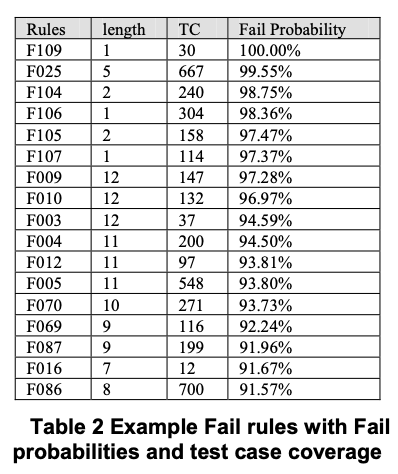 Rules length TC Fail Probability
F109 1 30 100.00%
F025 5 667 99.55%
F104 2 240 98.75%
F106 1 304 98.36%
F105 2 158 97.47%
F107 1 114 97.37%
F009 12 147 97.28%
F010 12 132 96.97%
F003 12 37 94.59%
F004 11 200 94.50%
F012 11 97 93.81%
F005 11 548 93.80%
F070 10 271 93.73%
F069 9 116 92.24%
F087 9 199 91.96%
F016 7 12 91.67%
F086 8 700 91.57%
Table 2 Example Fail rules with Fail
probabilities and test case coverage